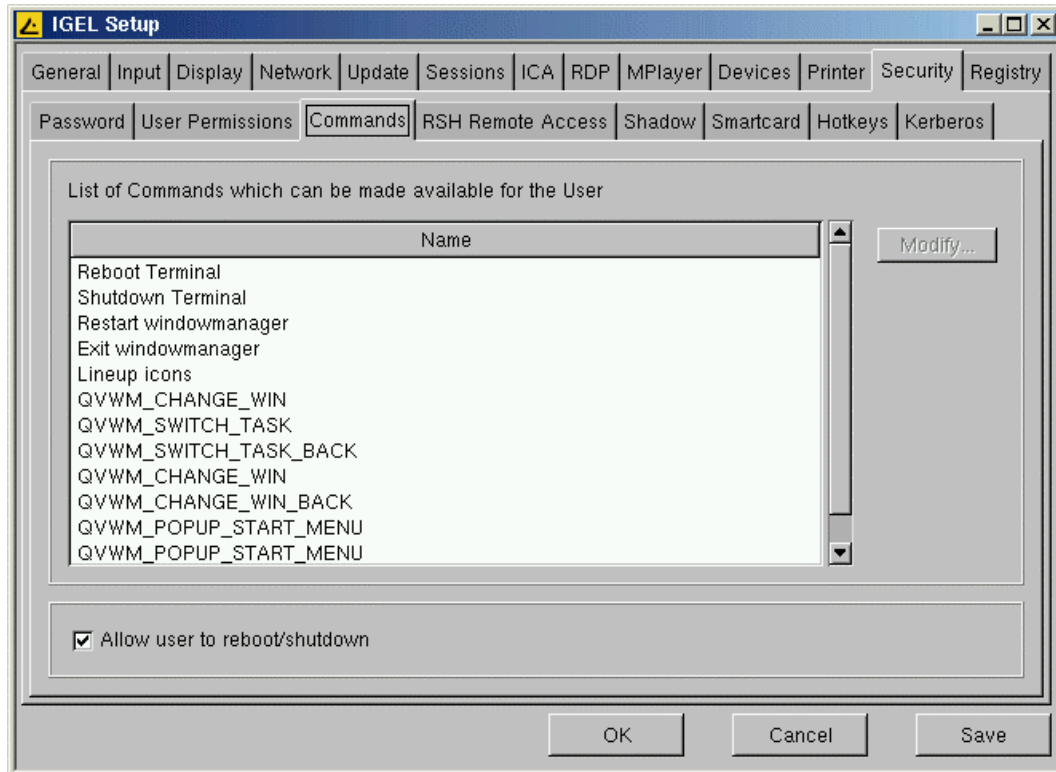 IGEL Setup
General Input Display Network Update Sessions ICA RDP MPlayer Devices Printer Security Registry
Password User Permissions Commands RSH Remote Access Shadow Smartcard Hotkeys Kerberos
List of Commands which can be made available for the User
Name
Modify...
Reboot Terminal
Shutdown Terminal
Restart windowmanager
Exit windowmanager
Lineup icons
QVWM_CHANGE_WIN
QVWM_SWITCH_TASK
QVWM_SWITCH_TASK_BACK
QVWM_CHANGE_WIN
QVWM_CHANGE_WIN_BACK
QVWM_POPUP_START_MENU
QVWM_POPUP_START_MENU
Allow user to reboot/shutdown
OK Cancel Save